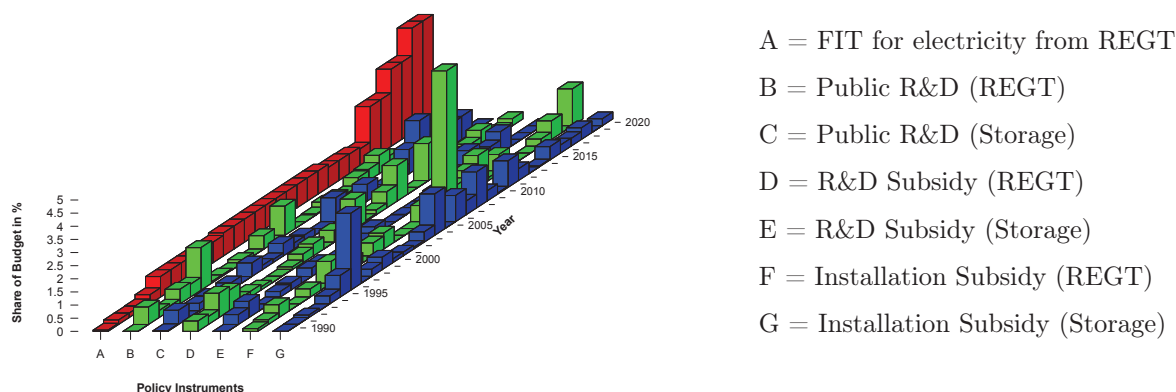 Share of Budget in %
5
4.5
4
3.5
3
2.5
2
1.5
1
0.5
0
A B C D E F G
Policy Instruments
1990
1995
2000
2005
2010
2015
2020
Year
A = FIT for electricity from REGT
B = Public R&D (REGT)
C = Public R&D (Storage)
D = R&D Subsidy (REGT)
E = R&D Subsidy (Storage)
F = Installation Subsidy (REGT)
G = Installation Subsidy (Storage)